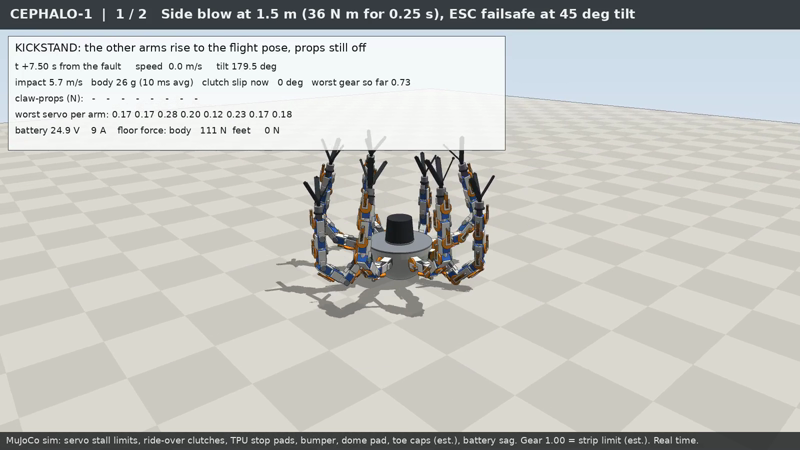 CEPHALO-1 | 1 / 2 Side blow at 1.5 m (36 N m for 0.25 s), ESC failsafe at 45 deg tilt
KICKSTAND: the other arms rise to the flight pose, props still off
t +7.50 s from the fault speed 0.0 m/s tilt 179.5 deg
impact 5.7 m/s body 26 g (10 ms avg) clutch slip now 0 deg worst gear so far 0.73
claw-props (N): - - - - - - - -
worst servo per arm: 0.17 0.17 0.28 0.20 0.12 0.23 0.17 0.18
battery 24.9 V 9 A floor force: body 111 N feet 0 N
MuJoCo sim: servo stall limits, ride-over clutches, TPU stop pads, bumper, dome pad, toe caps (est.), battery sag. Gear 1.00 = strip limit (est.). Real time.